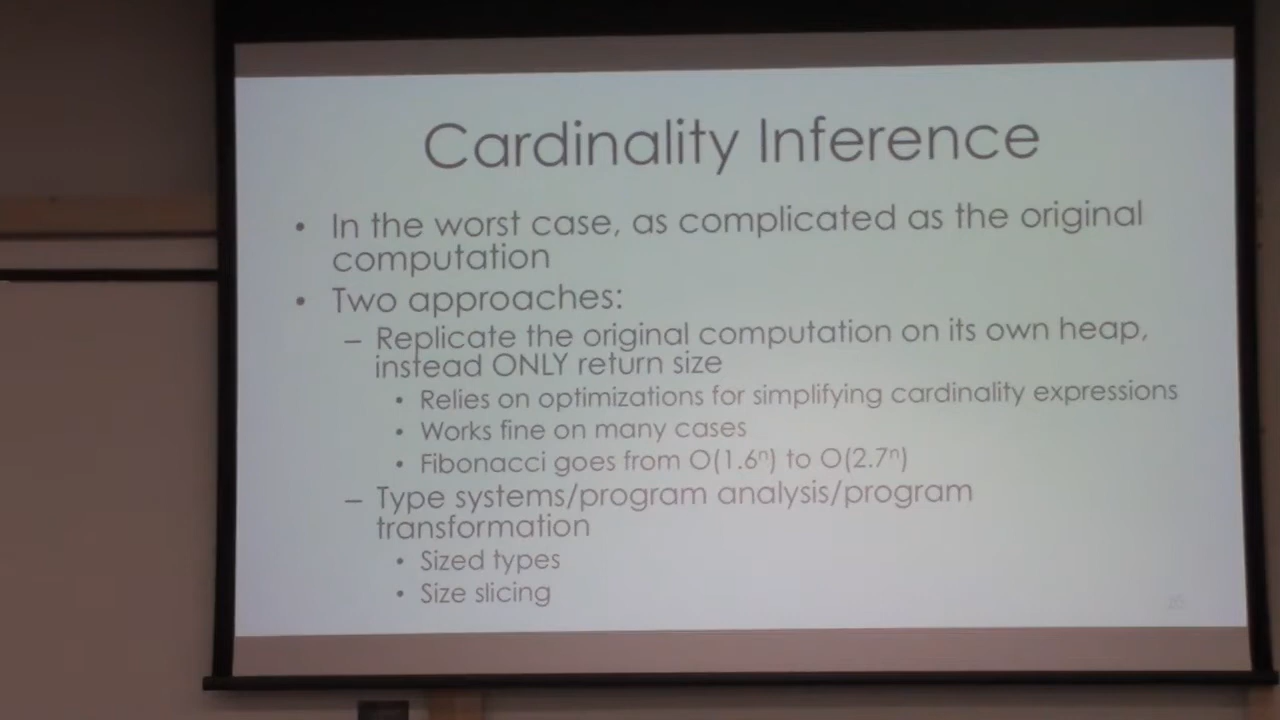 Cardinality Inference
• In the worst case, as complicated as the original
computation
• Two approaches:
– Replicate the original computation on its own heap,
instead ONLY return size
• Relies on optimizations for simplifying cardinality expressions
• Works fine on many cases
• Fibonacci goes from O(1.6ⁿ) to O(2.7ⁿ)
– Type systems/program analysis/program
transformation
• Sized types
• Size slicing